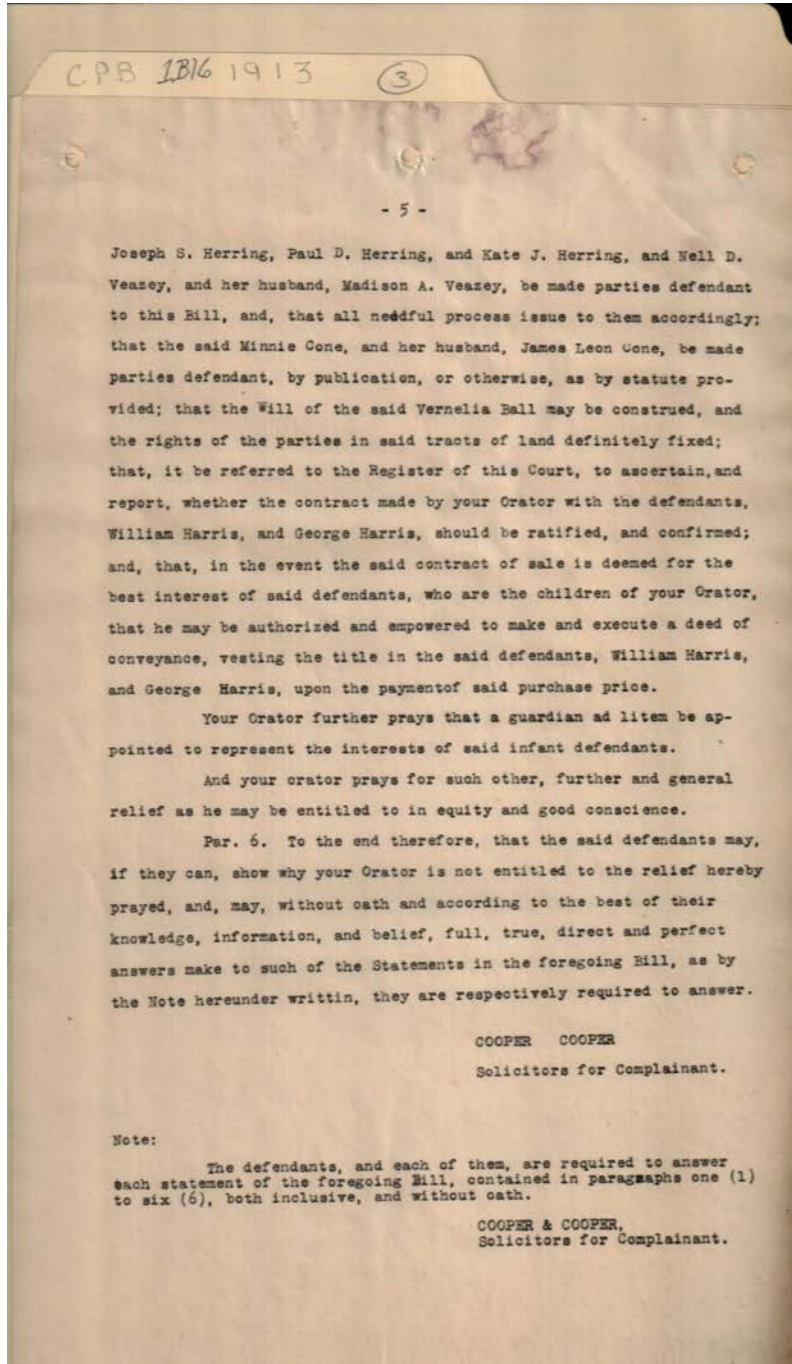 CPB 1B16 1913 3
- 5 -
Joseph S. Herring, Paul D. Herring, and Kate J. Herring, and Nell D.
Veazey, and her husband, Madison A. Veazey, be made parties defendant
to this Bill, and, that all needful process issue to them accordingly;
that the said Minnie Cone, and her husband, James Leon Cone, be made
parties defendant, by publication, or otherwise, as by statute pro-
vided; that the Will of the said Vernelia Ball may be construed, and
the rights of the parties in said tracts of land definitely fixed;
that, it be referred to the Register of this Court, to ascertain,and
report, whether the contract made by your Orator with the defendants,
William Harris, and George Harris, should be ratified, and confirmed;
and, that, in the event the said contract of sale is deemed for the
best interest of said defendants, who are the children of your Orator,
that he may be authorized and empowered to make and execute a deed of
conveyance, vesting the title in the said defendants, William Harris,
and George Harris, upon the paymentof said purchase price.
Your Orator further prays that a guardian ad litem be ap-
pointed to represent the interests of said infant defendants.
And your orator prays for such other, further and general
relief as he may be entitled to in equity and good conscience.
Par. 6. To the end therefore, that the said defendants may,
if they can, show why your Orator is not entitled to the relief hereby
prayed, and, may, without oath and according to the best of their
knowledge, information, and belief, full, true, direct and perfect
answers make to such of the Statements in the foregoing Bill, as by
the Note hereunder writtin, they are respectively required to answer.
COOPER COOPER
Solicitors for Complainant.
Note:
The defendants, and each of them, are required to answer
each statement of the foregoing Bill, contained in paragraphs one (1)
to six (6), both inclusive, and without oath.
COOPER & COOPER,
Solicitors for Complainant.